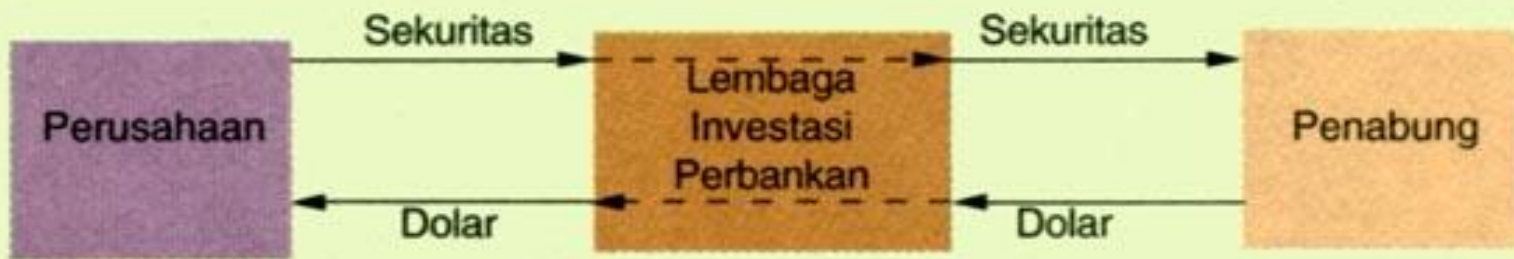 Sekuritas
Sekuritas
Perusahaan
Lembaga
Investasi
Perbankan
Penabung
Dolar
Dolar